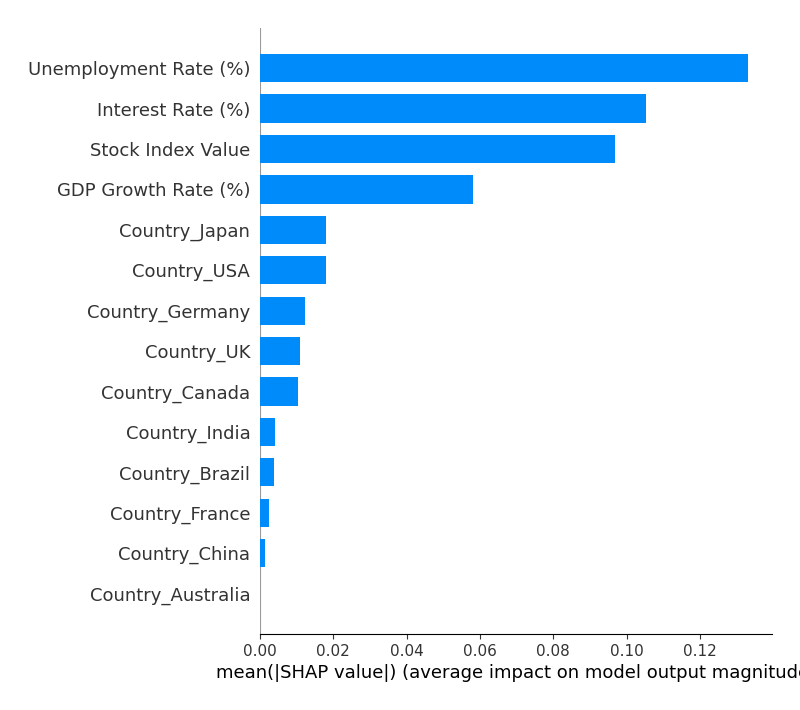 Unemployment Rate (%)
Interest Rate (%)
Stock Index Value
GDP Growth Rate (%)
Country_Japan
Country_USA
Country_Germany
Country_UK
Country_Canada
Country_India
Country_Brazil
Country_France
Country_China
Country_Australia
0.00 0.02 0.04 0.06 0.08 0.10 0.12
mean(|SHAP value|) (average impact on model output magnitude